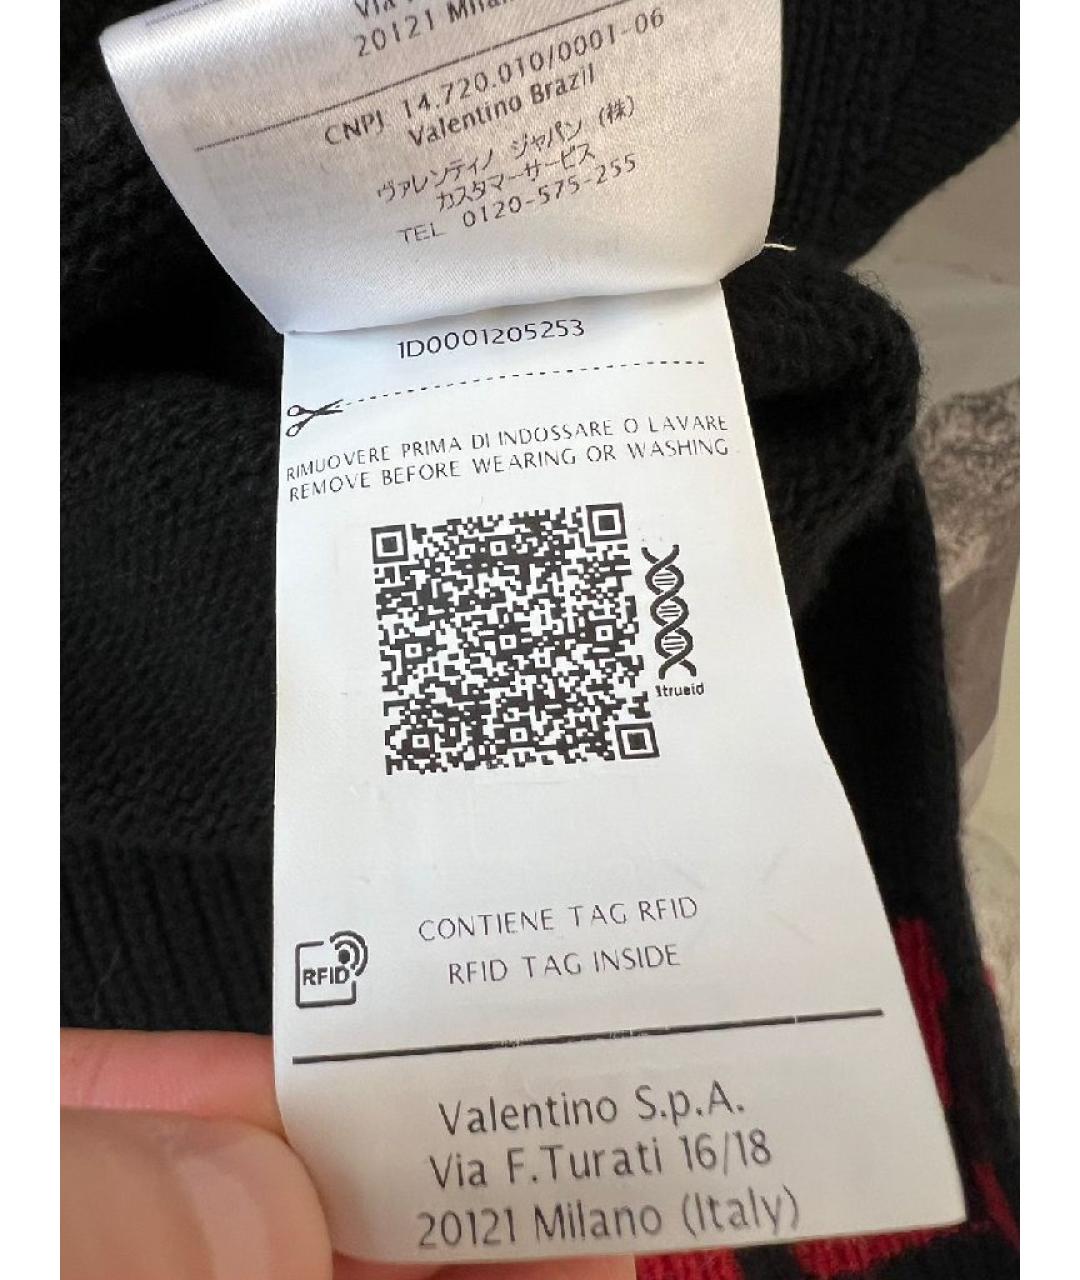 20121
CNPJ 14.720.010/0001-06
Valentino Brazil
ヴァレンティノ ジャパン (株)
カスタマーサービス
TEL 0120-575-255
1D0001205253
RIMUOVERE PRIMA DI INDOSSARE O LAVARE
REMOVE BEFORE WEARING OR WASHING
1trueid
CONTIENE TAG RFID
RFID
RFID TAG INSIDE
Valentino S.p.A.
Via F.Turati 16/18
20121 Milano (Italy)